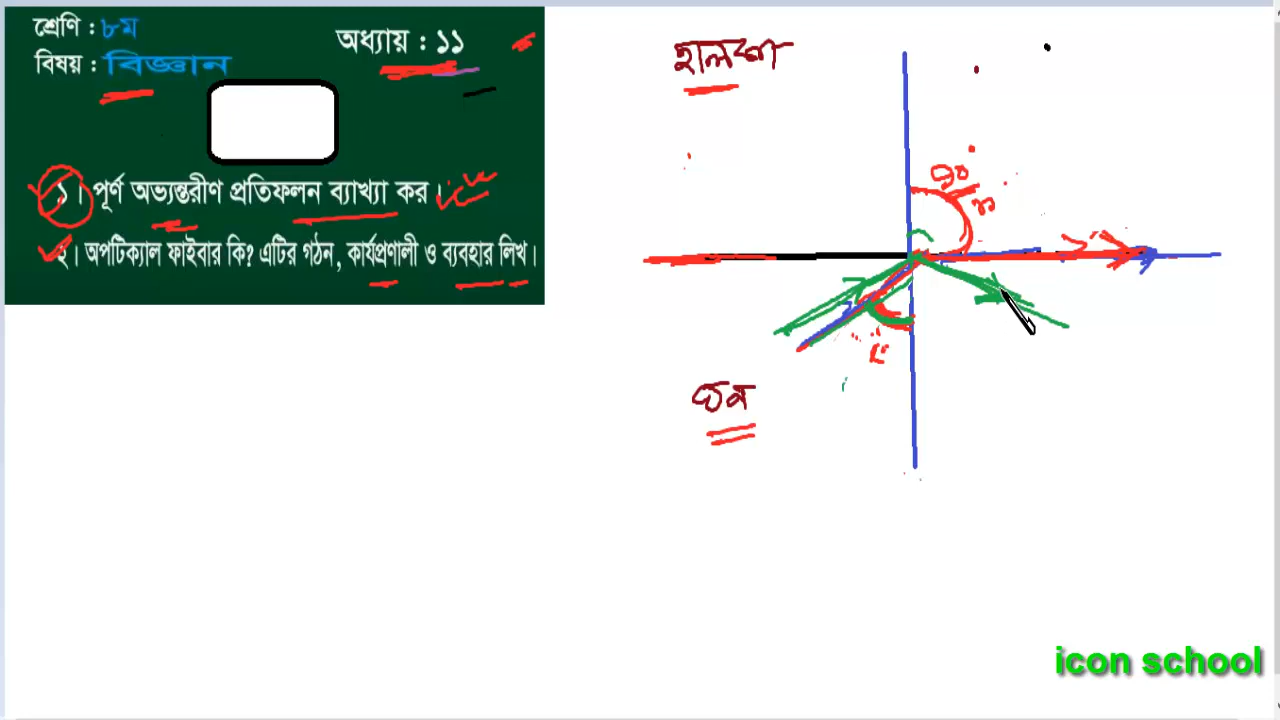 শ্রেণি : ৮ম
অধ্যায় : ১১
বিষয় : বিজ্ঞান
১। পূর্ণ অভ্যন্তরীণ প্রতিফলন ব্যাখ্যা কর।
২। অপটিক্যাল ফাইবার কি? এটির গঠন, কার্যপ্রণালী ও ব্যবহার লিখ।
হালকা
৯০
r
i
ঘন
icon school